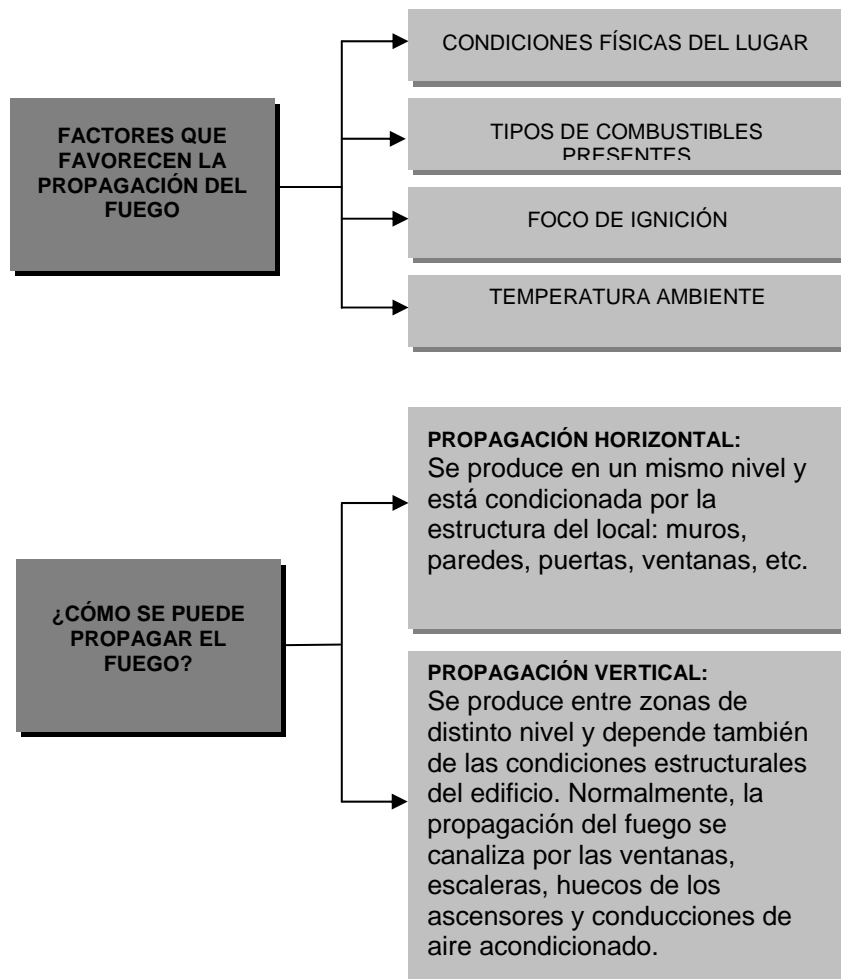 FACTORES QUE
FAVORECEN LA
PROPAGACIÓN DEL
FUEGO
CONDICIONES FÍSICAS DEL LUGAR
TIPOS DE COMBUSTIBLES
PRESENTES
FOCO DE IGNICIÓN
TEMPERATURA AMBIENTE
¿CÓMO SE PUEDE
PROPAGAR EL
FUEGO?
PROPAGACIÓN HORIZONTAL:
Se produce en un mismo nivel y
está condicionada por la
estructura del local: muros,
paredes, puertas, ventanas, etc.
PROPAGACIÓN VERTICAL:
Se produce entre zonas de
distinto nivel y depende también
de las condiciones estructurales
del edificio. Normalmente, la
propagación del fuego se
canaliza por las ventanas,
escaleras, huecos de los
ascensores y conducciones de
aire acondicionado.